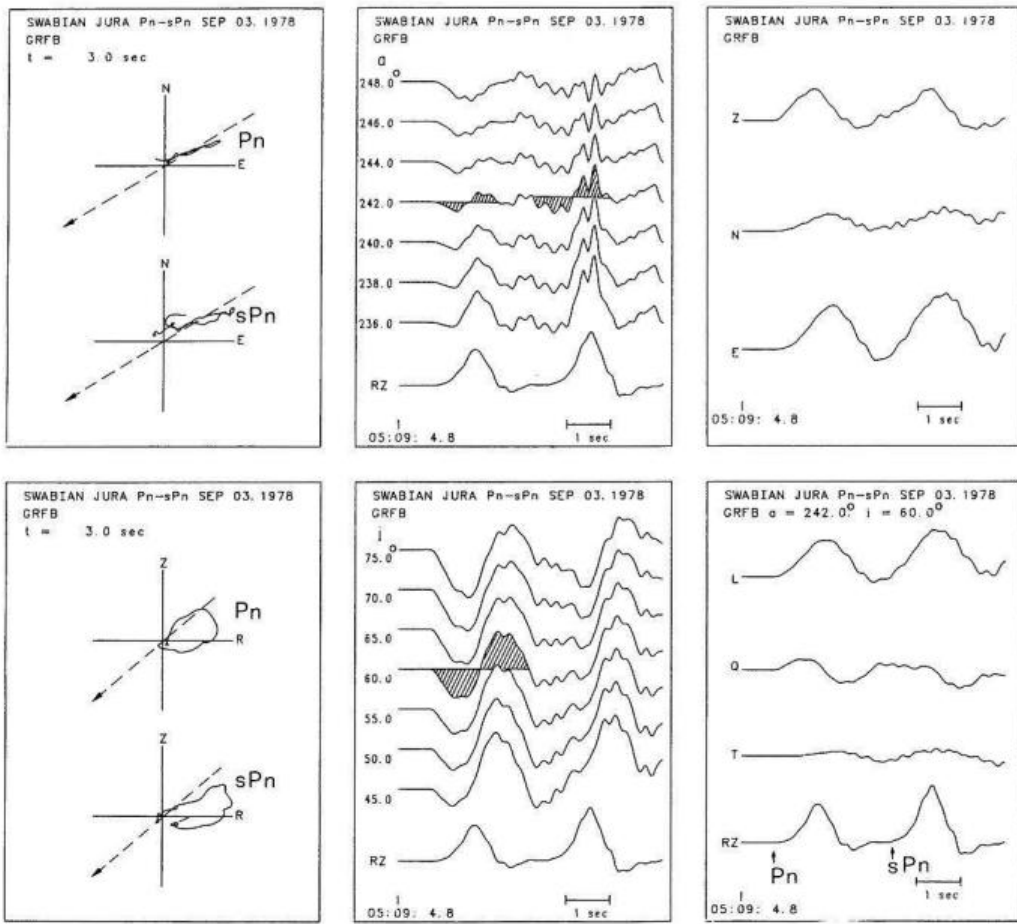 SWABIAN JURA Pn-sPn SEP 03. 1978
GRFB
t = 3.0 sec
N
Pn
E
N
sPn
E
SWABIAN JURA Pn-sPn SEP 03. 1978
GRFB
a
248.0°
246.0
244.0
242.0
240.0
238.0
236.0
RZ
05:09: 4.8
1 sec
SWABIAN JURA Pn-sPn SEP 03. 1978
GRFB
Z
N
E
05:09: 4.8
1 sec
SWABIAN JURA Pn-sPn SEP 03. 1978
GRFB
t = 3.0 sec
Z
Pn
R
Z
sPn
R
SWABIAN JURA Pn-sPn SEP 03. 1978
GRFB
i
75.0°
70.0
65.0
60.0
55.0
50.0
45.0
RZ
05:09: 4.8
1 sec
SWABIAN JURA Pn-sPn SEP 03. 1978
GRFB a = 242.0° i = 60.0°
L
Q
T
RZ
Pn
sPn
05:09: 4.8
1 sec